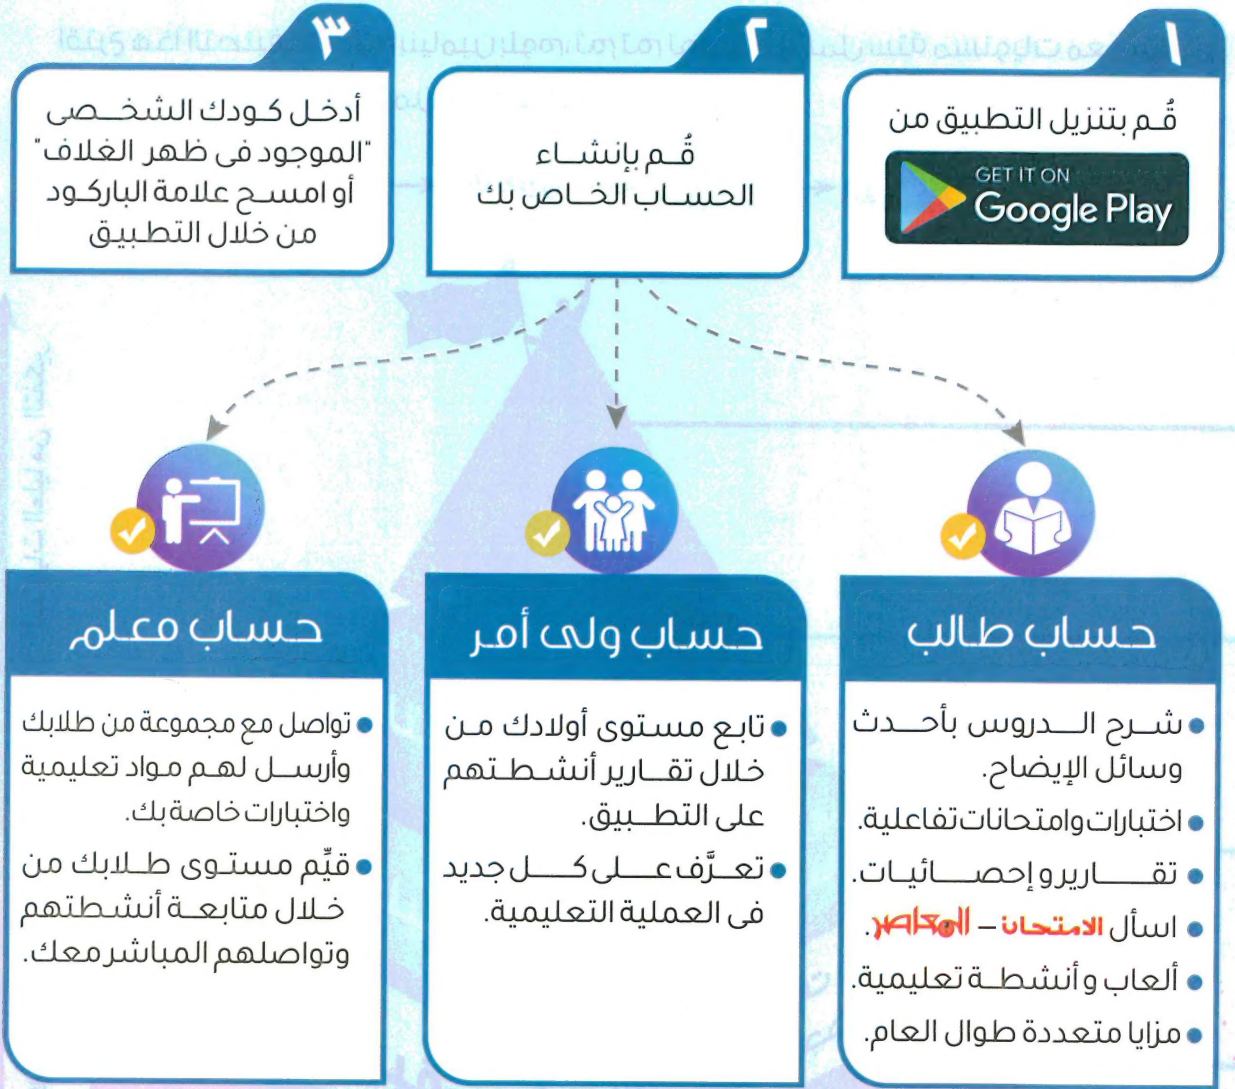 ١
قُم بتنزيل التطبيق من
GET IT ON
Google Play
٢
قُم بإنشاء
الحساب الخاص بك
٣
أدخل كودك الشخصى
"الموجود فى ظهر الغلاف"
أو امسح علامة الباركود
من خلال التطبيق
حساب طالب
• شرح الدروس بأحدث
وسائل الإيضاح.
• اختبارات وامتحانات تفاعلية.
• تقارير وإحصائيات.
• اسأل الامتحان – المعاصر.
• ألعاب وأنشطة تعليمية.
• مزايا متعددة طوال العام.
حساب ولى أمر
• تابع مستوى أولادك من
خلال تقارير أنشطتهم
على التطبيق.
• تعرَّف على كل جديد
فى العملية التعليمية.
حساب معلم
• تواصل مع مجموعة من طلابك
وأرسل لهم مواد تعليمية
واختبارات خاصة بك.
• قيِّم مستوى طلابك من
خلال متابعة أنشطتهم
وتواصلهم المباشر معك.